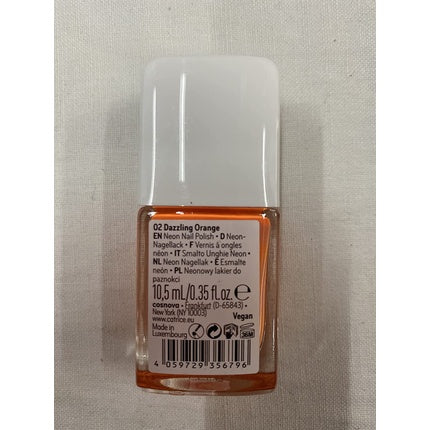 02 Dazzling Orange
EN Neon Nail Polish • D Neon-
Nagellack • F Vernis à ongles
néon • IT Smalto Unghie Neon •
NL Neon Nagellak • E Esmalte
neón • PL Neonowy lakier do
paznokci
10,5 mL/0.35 fl.oz. e
cosnova • Frankfurt (D-65843) •
New York (NY 10003)
www.catrice.eu Vegan
Made in
Luxembourg 36M
4 059729 356796